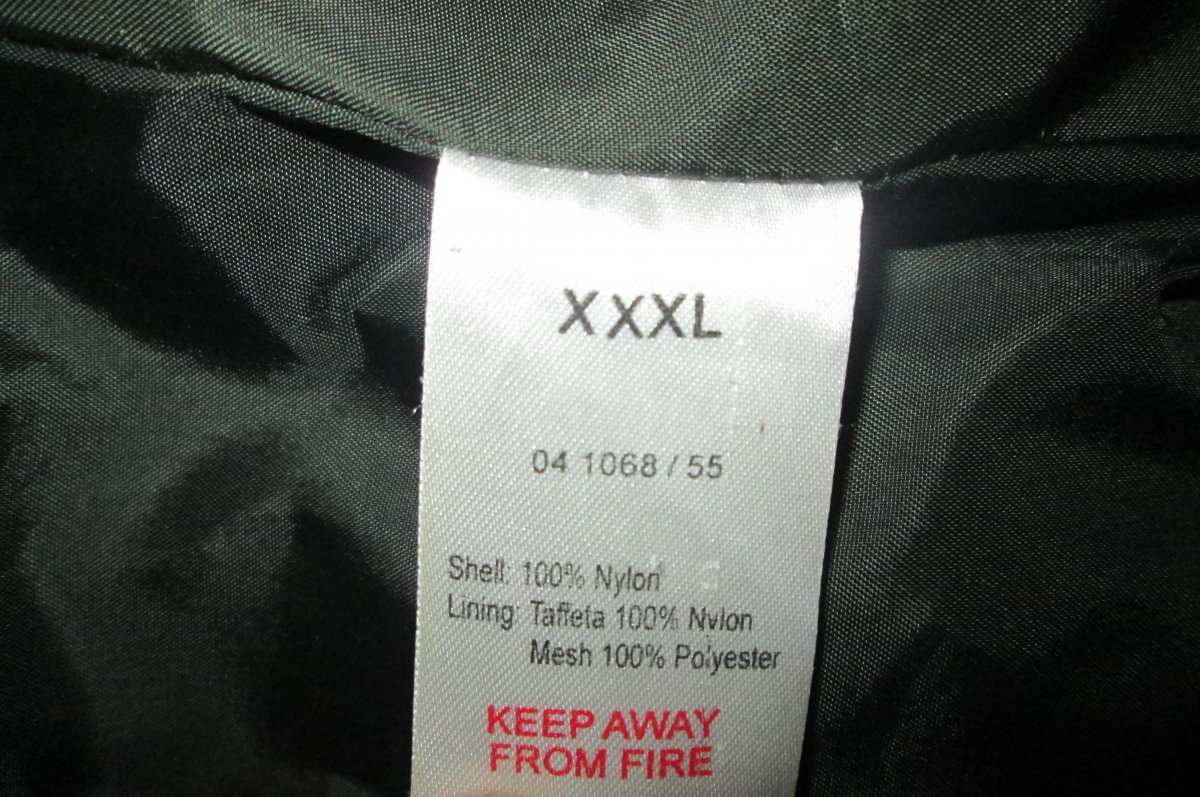 XXXL
04 1068 / 55
Shell: 100% Nylon
Lining: Taffeta 100% Nylon
Mesh 100% Polyester
KEEP AWAY
FROM FIRE